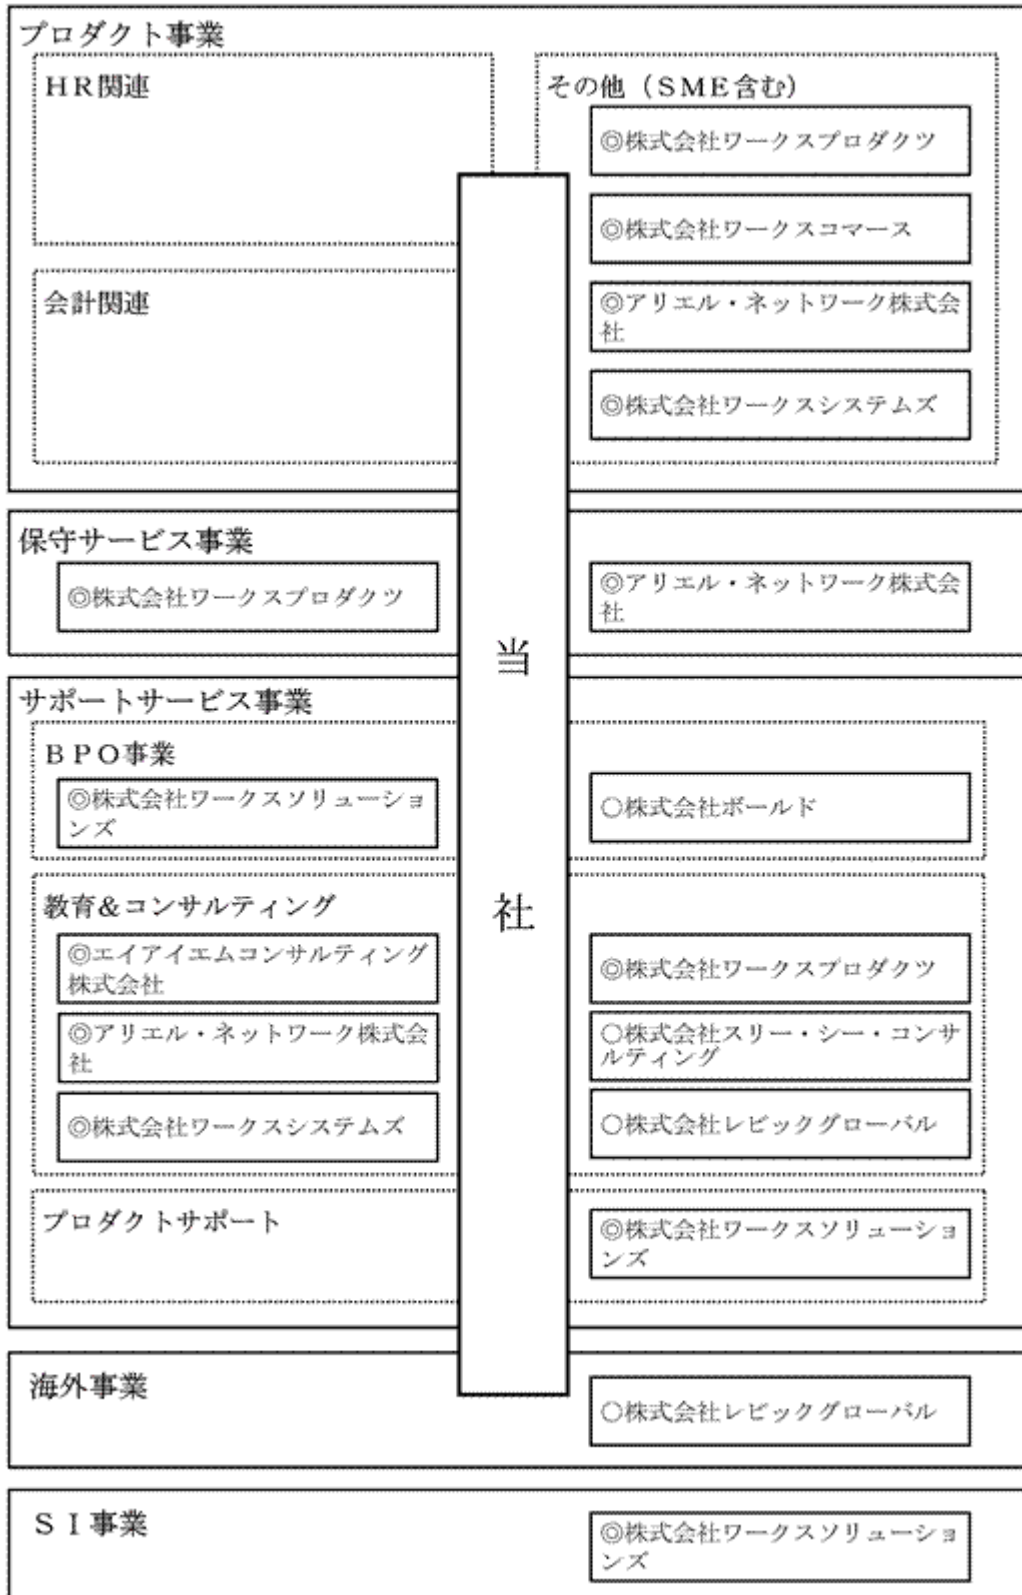 プロダクト事業
ＨＲ関連
その他（ＳＭＥ含む）
◎株式会社ワークスプロダクツ
◎株式会社ワークスコマース
会計関連
◎アリエル・ネットワーク株式会
社
◎株式会社ワークスシステムズ
保守サービス事業
◎株式会社ワークスプロダクツ
◎アリエル・ネットワーク株式会
社
当
社
サポートサービス事業
ＢＰＯ事業
◎株式会社ワークスソリューショ
ンズ
○株式会社ボールド
教育＆コンサルティング
◎エイアイエムコンサルティング
株式会社
◎株式会社ワークスプロダクツ
◎アリエル・ネットワーク株式会
社
○株式会社スリー・シー・コンサ
ルティング
◎株式会社ワークスシステムズ
○株式会社レビックグローバル
プロダクトサポート
◎株式会社ワークスソリューショ
ンズ
海外事業
○株式会社レビックグローバル
ＳＩ事業
◎株式会社ワークスソリューショ
ンズ